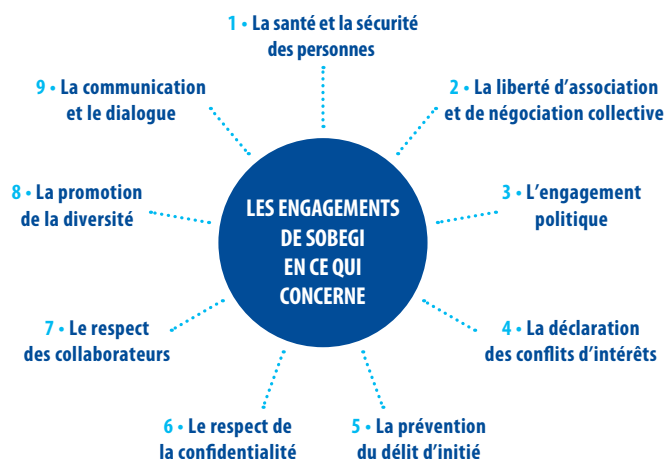 1 • La santé et la sécurité
des personnes
2 • La liberté d'association
et de négociation collective
3 • L'engagement
politique
4 • La déclaration
des conflits d'intérêts
5 • La prévention
du délit d'initié
6 • Le respect de
la confidentialité
7 • Le respect
des collaborateurs
8 • La promotion
de la diversité
9 • La communication
et le dialogue
LES ENGAGEMENTS
DE SOBEGI
EN CE QUI
CONCERNE